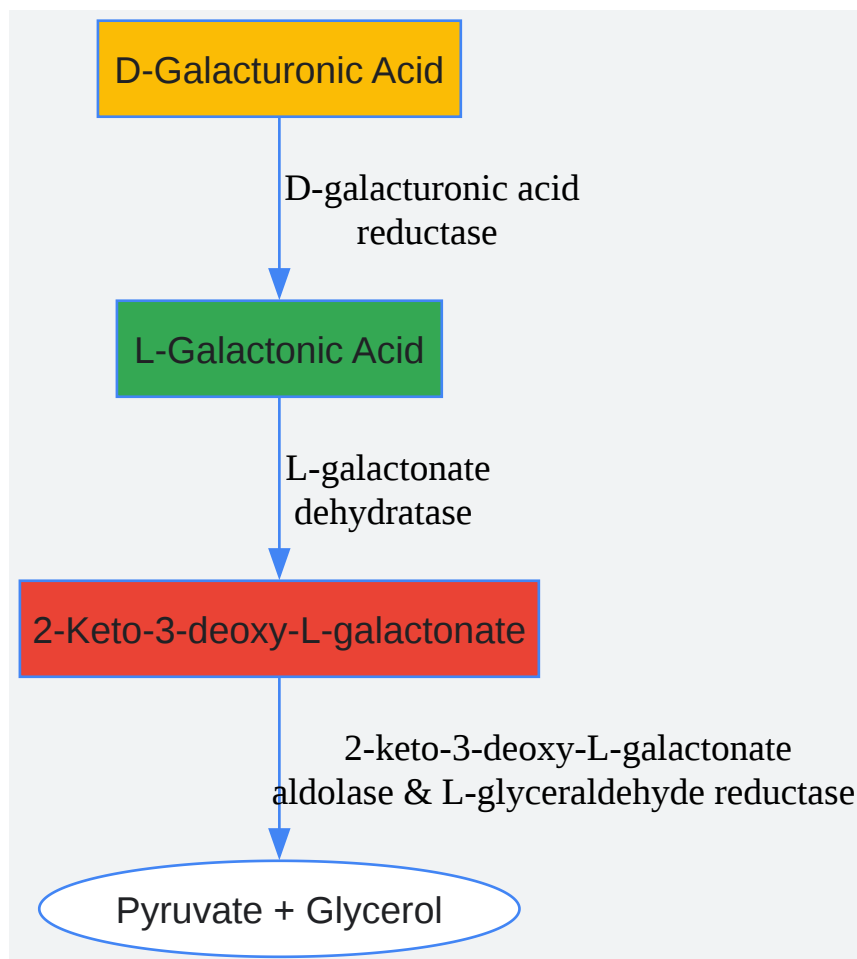 D-Galacturonic Acid
D-galacturonic acid
reductase
L-Galactonic Acid
L-galactonate
dehydratase
2-Keto-3-deoxy-L-galactonate
2-keto-3-deoxy-L-galactonate
aldolase & L-glyceraldehyde reductase
Pyruvate + Glycerol